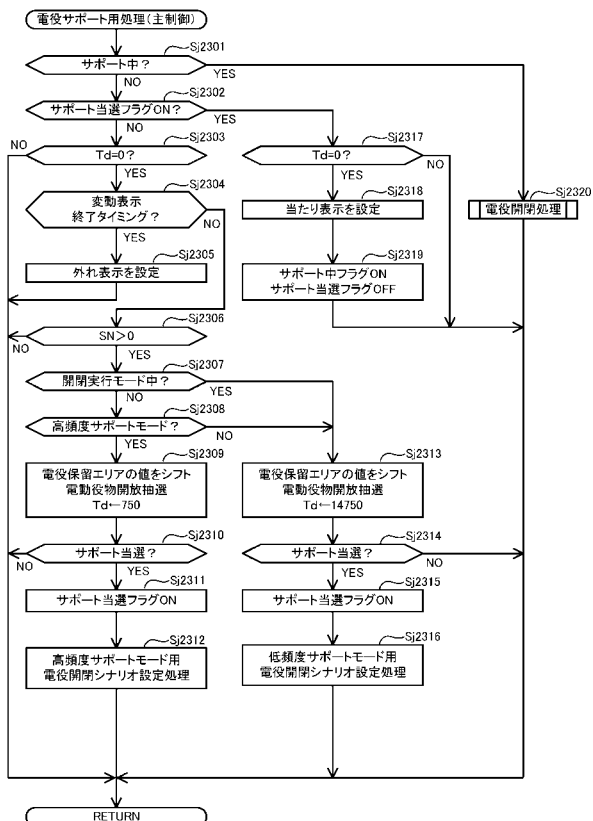 電役サポート用処理(主制御)
Sj2301
サポート中？
YES
NO
Sj2302
サポート当選フラグON？
YES
NO
Sj2303
NO
Td=0？
YES
Sj2304
変動表示
終了タイミング？
NO
YES
Sj2305
外れ表示を設定
Sj2306
SN＞0
NO
YES
Sj2307
開閉実行モード中？
YES
NO
Sj2308
高頻度サポートモード？
NO
YES
Sj2309
電役保留エリアの値をシフト
電動役物開放抽選
Td←750
Sj2310
サポート当選？
NO
YES
Sj2311
サポート当選フラグON
Sj2312
高頻度サポートモード用
電役開閉シナリオ設定処理
Sj2313
電役保留エリアの値をシフト
電動役物開放抽選
Td←14750
Sj2314
サポート当選？
NO
YES
Sj2315
サポート当選フラグON
Sj2316
低頻度サポートモード用
電役開閉シナリオ設定処理
Sj2317
Td=0？
NO
YES
Sj2318
当たり表示を設定
Sj2319
サポート中フラグON
サポート当選フラグOFF
Sj2320
電役開閉処理
RETURN